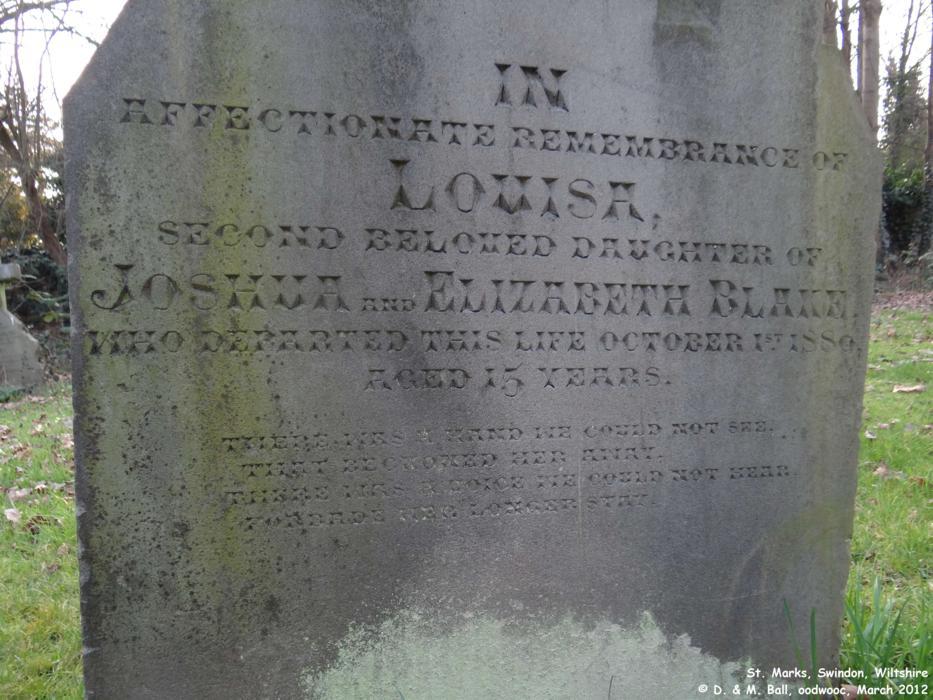 IN
AFFECTIONATE REMEMBRANCE OF
LOUISA,
SECOND BELOVED DAUGHTER OF
JOSHUA AND ELIZABETH BLAKE,
WHO DEPARTED THIS LIFE OCTOBER 1ST 1880,
AGED 15 YEARS.
THERE WAS A HAND WE COULD NOT SEE,
THAT BECKONED HER AWAY,
THERE WAS A VOICE WE COULD NOT HEAR,
FORBADE HER LONGER STAY.
St. Marks, Swindon, Wiltshire
© D. & M. Ball, oodwooc, March 2012